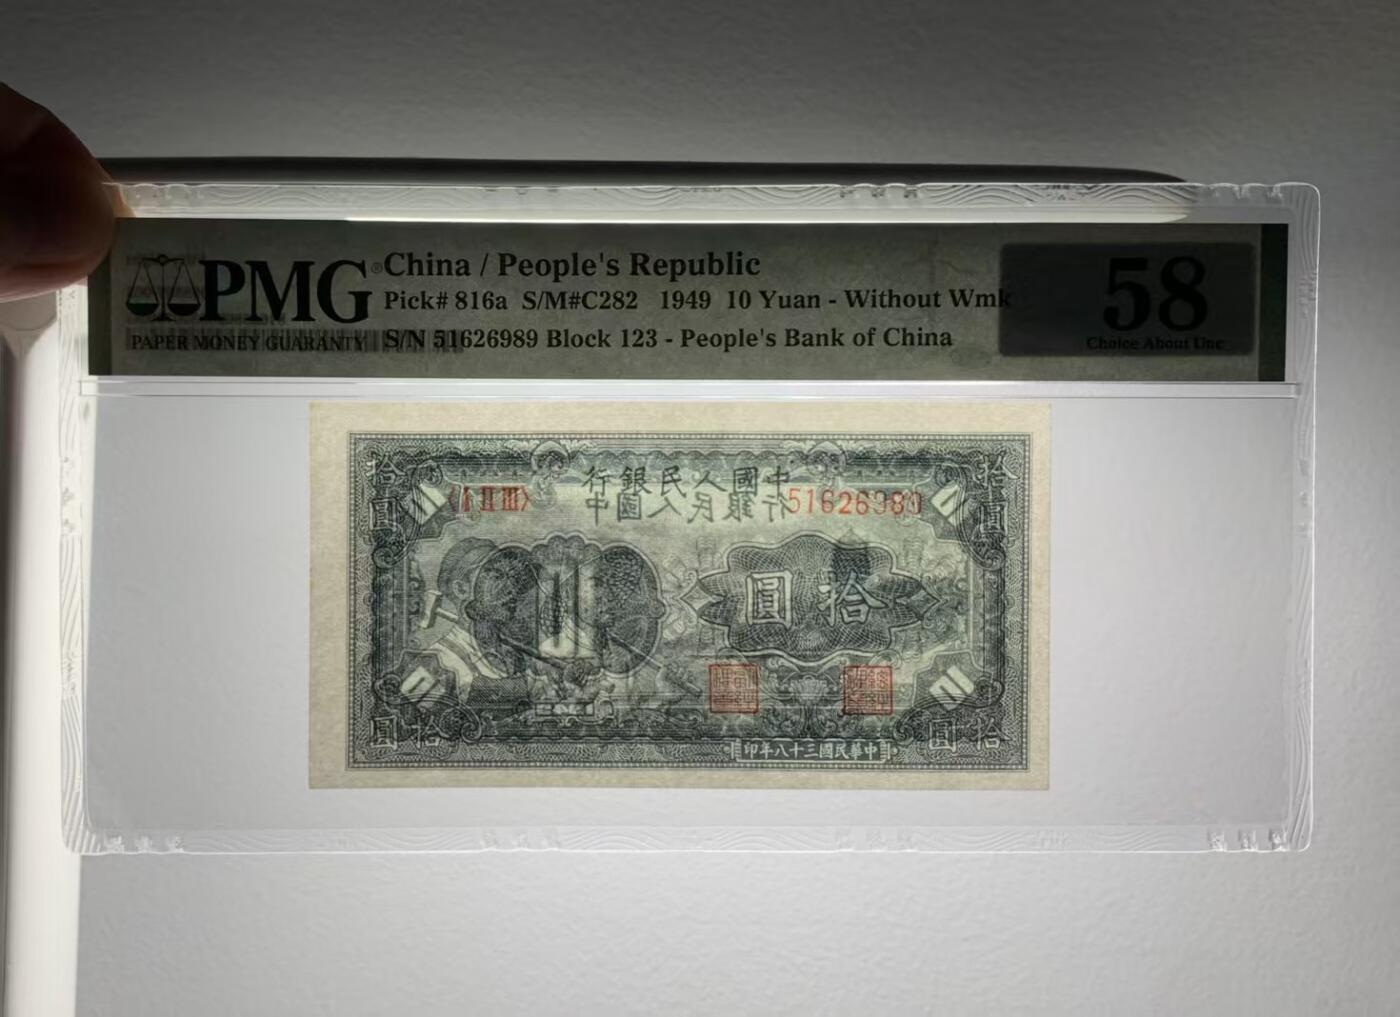 PMG® China / People's Republic
Pick# 816a S/M#C282 1949 10 Yuan - Without Wmk
58
Choice About Unc
PAPER MONEY GUARANTY
S/N 51626989 Block 123 - People's Bank of China
行銀民人國中
拾圓
拾圓
〈I II III〉
51626989
圓拾
圓拾
圓拾
印年八十三國民華中